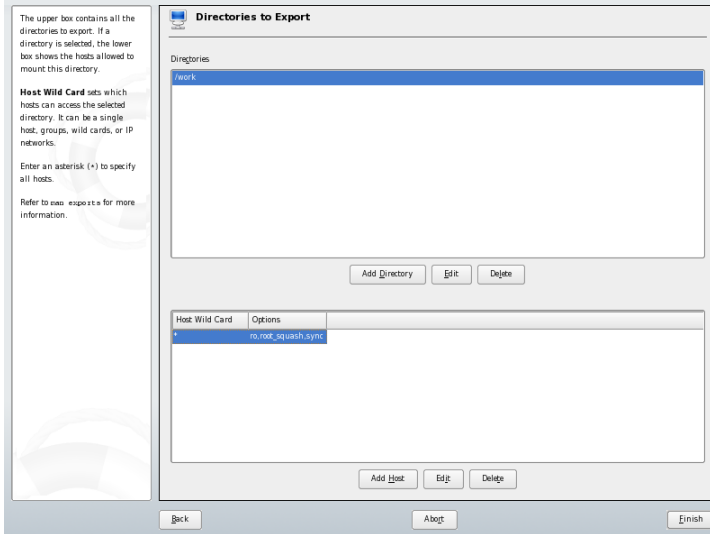 The upper box contains all the
directories to export. If a
directory is selected, the lower
box shows the hosts allowed to
mount this directory.
Host Wild Card sets which
hosts can access the selected
directory. It can be a single
host, groups, wild cards, or IP
networks.
Enter an asterisk (*) to specify
all hosts.
Refer to man exports for more
information.
Directories to Export
Directories
/work
Add Directory Edit Delete
Host Wild Card Options
* ro,root_squash,sync
Add Host Edit Delete
Back Abort Finish